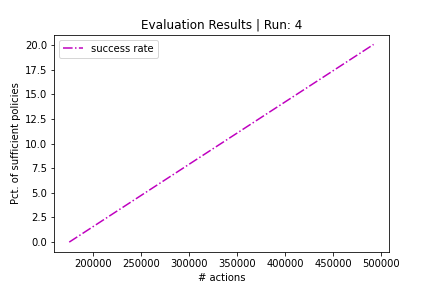 Evaluation Results | Run: 4
success rate
Pct. of sufficient policies
20.0
17.5
15.0
12.5
10.0
7.5
5.0
2.5
0.0
200000 250000 300000 350000 400000 450000 500000
# actions